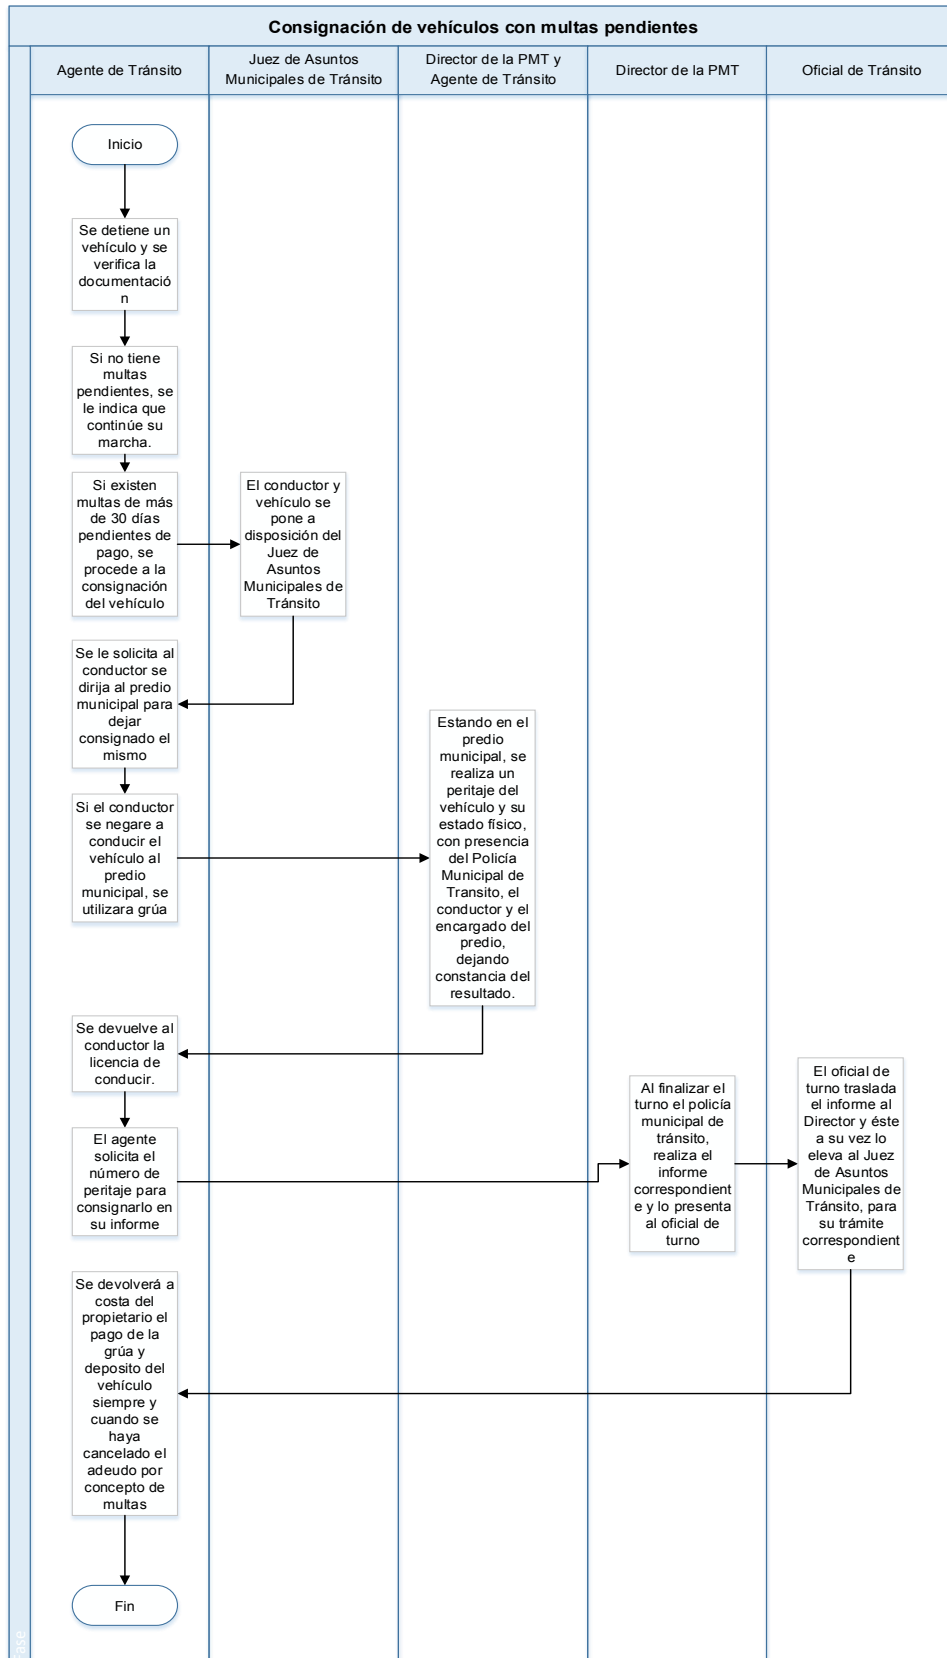 Consignación de vehículos con multas pendientes
Agente de Tránsito
Juez de Asuntos
Municipales de Tránsito
Director de la PMT y
Agente de Tránsito
Director de la PMT
Oficial de Tránsito
Inicio
Se detiene un
vehículo y se
verifica la
documentació
n
Si no tiene
multas
pendientes, se
le indica que
continúe su
marcha.
Si existen
multas de más
de 30 días
pendientes de
pago, se
procede a la
consignación
del vehículo
El conductor y
vehículo se
pone a
disposición del
Juez de
Asuntos
Municipales de
Tránsito
Se le solicita al
conductor se
dirija al predio
municipal para
dejar
consignado el
mismo
Si el conductor
se negare a
conducir el
vehículo al
predio
municipal, se
utilizara grúa
Estando en el
predio
municipal, se
realiza un
peritaje del
vehículo y su
estado físico,
con presencia
del Policía
Municipal de
Transito, el
conductor y el
encargado del
predio,
dejando
constancia del
resultado.
Se devuelve al
conductor la
licencia de
conducir.
El agente
solicita el
número de
peritaje para
consignarlo en
su informe
Al finalizar el
turno el policía
municipal de
tránsito,
realiza el
informe
correspondient
e y lo presenta
al oficial de
turno
El oficial de
turno traslada
el informe al
Director y éste
a su vez lo
eleva al Juez
de Asuntos
Municipales de
Tránsito, para
su trámite
correspondient
e
Se devolverá a
costa del
propietario el
pago de la
grúa y
deposito del
vehículo
siempre y
cuando se
haya
cancelado el
adeudo por
concepto de
multas
Fin
Fase